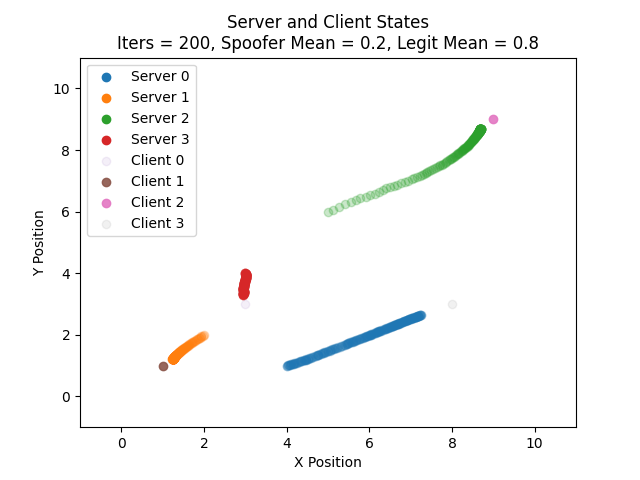 Server and Client States
Iters = 200, Spoofer Mean = 0.2, Legit Mean = 0.8
Server 0
Server 1
Server 2
Server 3
Client 0
Client 1
Client 2
Client 3
10
8
6
4
2
0
Y Position
0 2 4 6 8 10
X Position